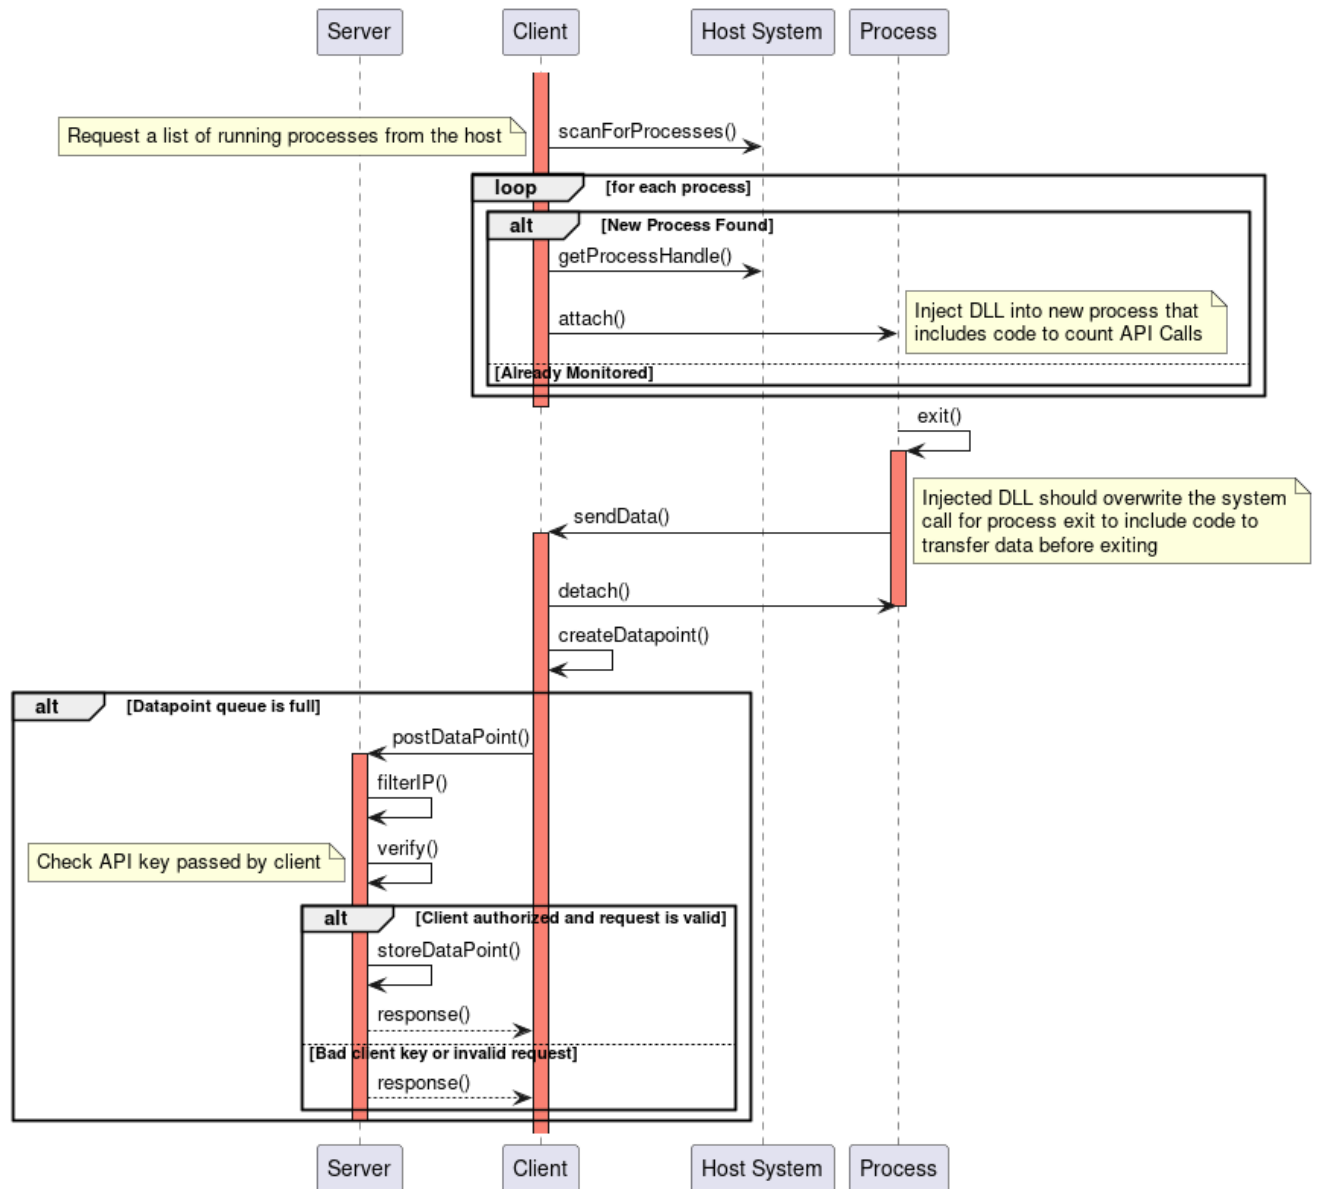 Server
Client
Host System
Process
Request a list of running processes from the host
scanForProcesses()
loop
[for each process]
alt
[New Process Found]
getProcessHandle()
attach()
Inject DLL into new process that
includes code to count API Calls
[Already Monitored]
exit()
Injected DLL should overwrite the system
call for process exit to include code to
transfer data before exiting
sendData()
detach()
createDatapoint()
alt
[Datapoint queue is full]
postDataPoint()
filterIP()
verify()
Check API key passed by client
alt
[Client authorized and request is valid]
storeDataPoint()
response()
[Bad client key or invalid request]
response()
Server
Client
Host System
Process